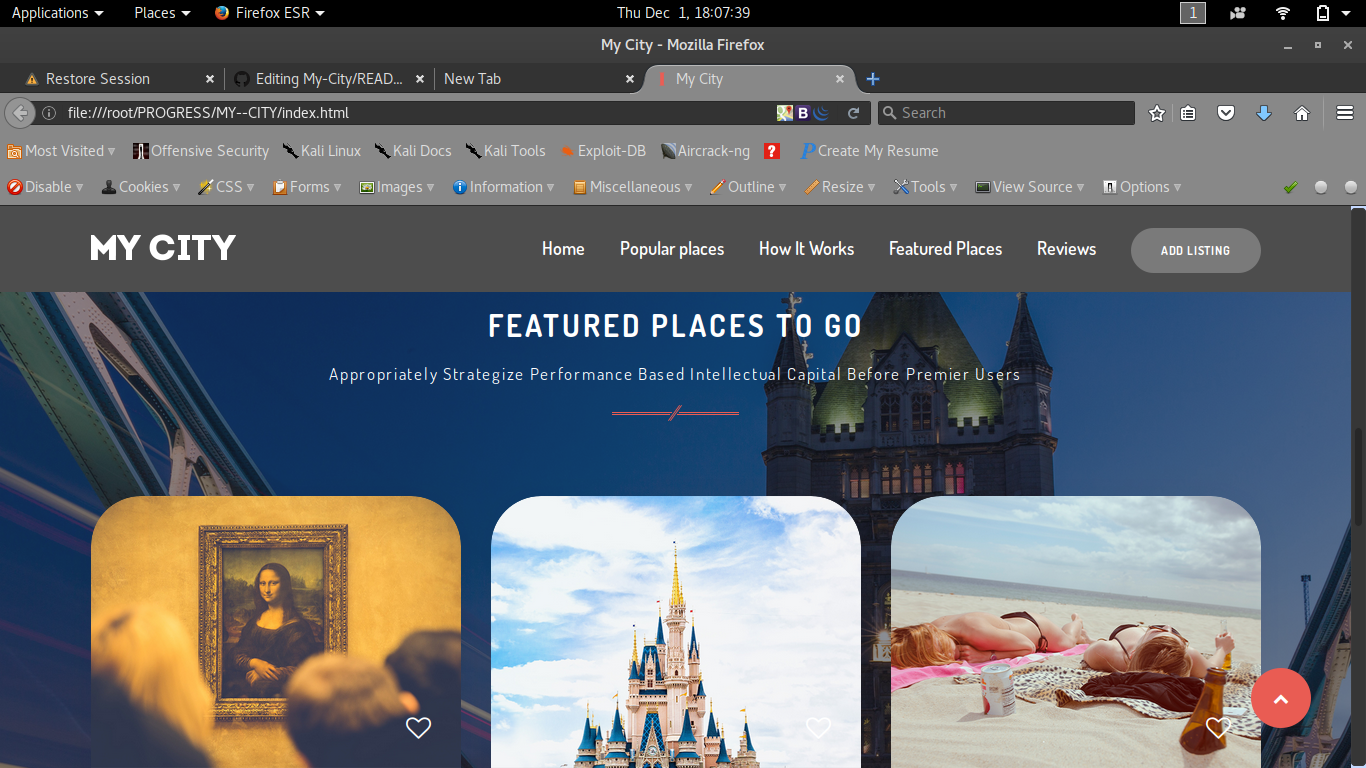 Applications Places Firefox ESR Thu Dec 1, 18:07:39 1
My City - Mozilla Firefox
Restore Session Editing My-City/READ... New Tab My City
file:///root/PROGRESS/MY--CITY/index.html B Search
Most Visited Offensive Security Kali Linux Kali Docs Kali Tools Exploit-DB Aircrack-ng ? P Create My Resume
Disable Cookies CSS Forms Images Information Miscellaneous Outline Resize Tools View Source Options
MY CITY Home Popular places How It Works Featured Places Reviews ADD LISTING
FEATURED PLACES TO GO
Appropriately Strategize Performance Based Intellectual Capital Before Premier Users